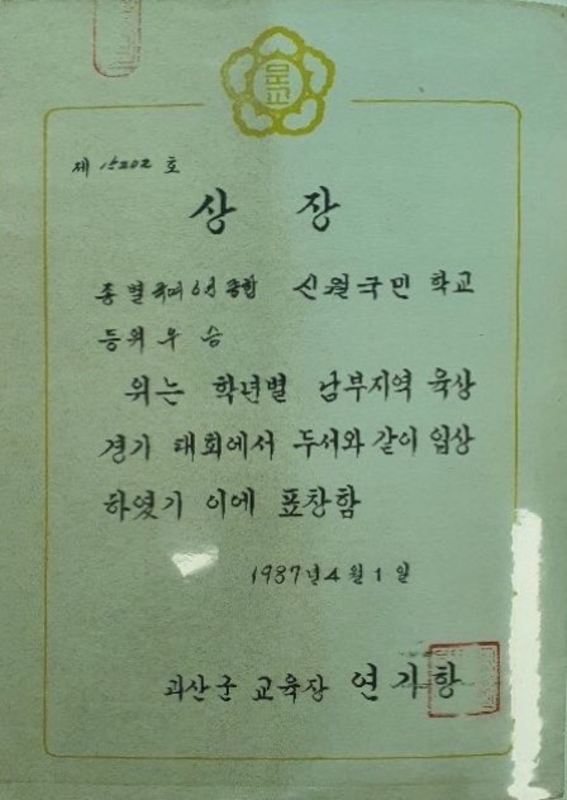 문교
제 15202 호
상 장
종별 6년 종합 신월국민학교
등위 우 승
위는 학년별 남부지역 육상
경기 대회에서 두서와 같이 입상
하였기 이에 표창함
1987년 4월 1일
괴산군 교육장 연기항